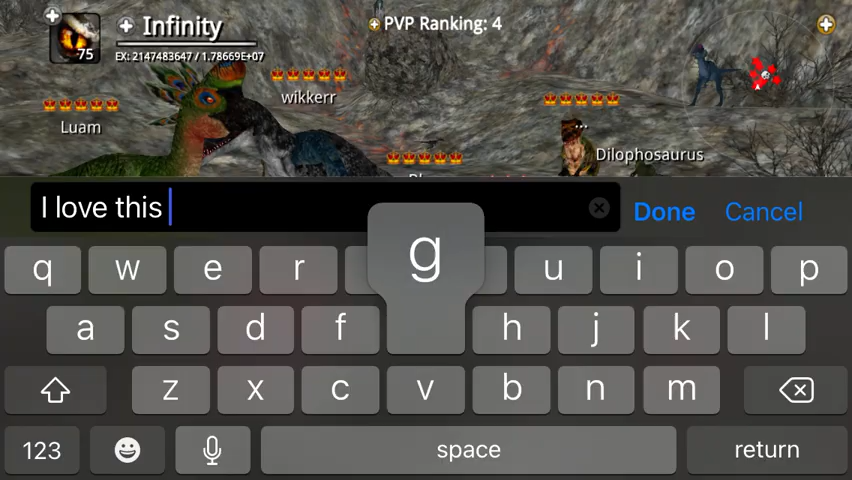 Infinity
PVP Ranking: 4
75
EX: 2147483647 / 1.78669E+07
wikkerr
Luam
Dilophosaurus
I love this
Done
Cancel
g
q w e r u i o p
a s d f h j k l
z x c v b n m
123
space
return